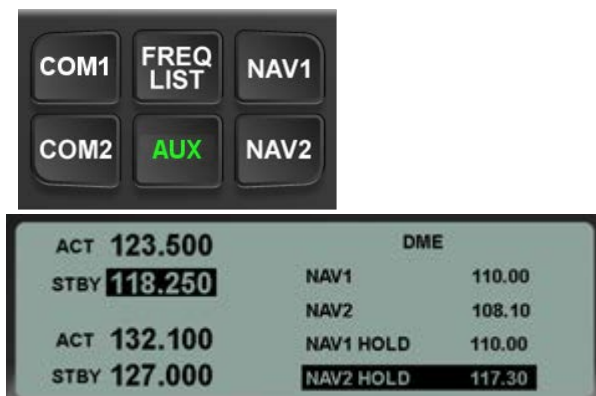 COM1 FREQ LIST NAV1
COM2 AUX NAV2
ACT 123.500
STBY 118.250
ACT 132.100
STBY 127.000
DME
NAV1 110.00
NAV2 108.10
NAV1 HOLD 110.00
NAV2 HOLD 117.30